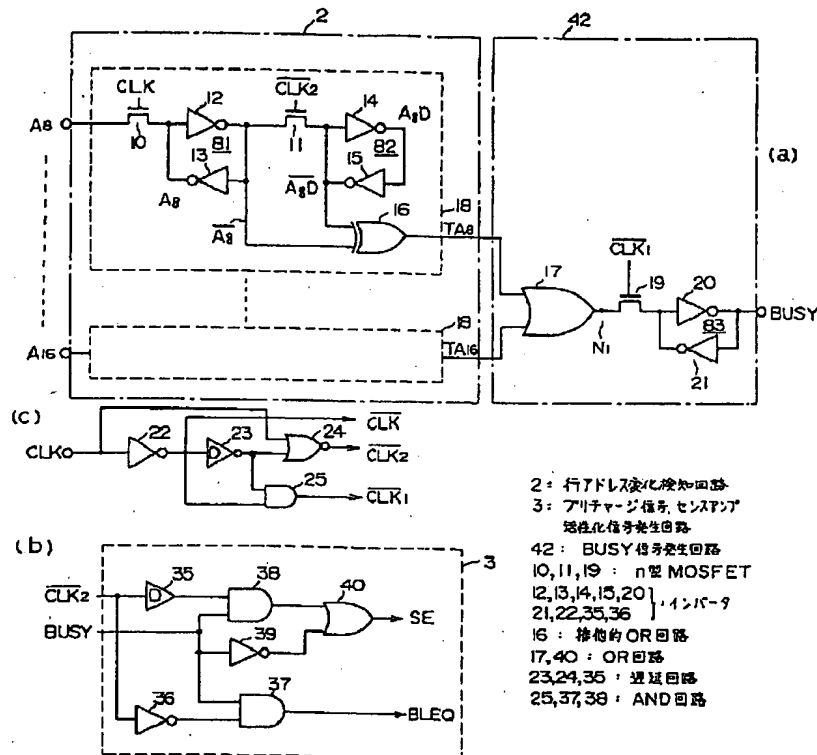 2
42
CLK
12
CLK2
14
A8
10
81
11
82
A8D
(a)
13
15
A8
A8D
A8
16
18
TA8
17
CLK1
19
20
BUSY
83
N1
21
18
A16
TA16
(c)
CLK
22
D
23
24
CLK
CLK2
25
CLK1
(b)
3
CLK2
D
35
38
40
SE
BUSY
39
37
36
BLEQ
2: 行アドレス変化検知回路
3: プリチャージ信号,センスアンプ
活性化信号発生回路
42: BUSY信号発生回路
10,11,19: n型MOSFET
12,13,14,15,20
21,22,35,36 }:インバータ
16: 排他的OR回路
17,40: OR回路
23,24,35: 遅延回路
25,37,38: AND回路